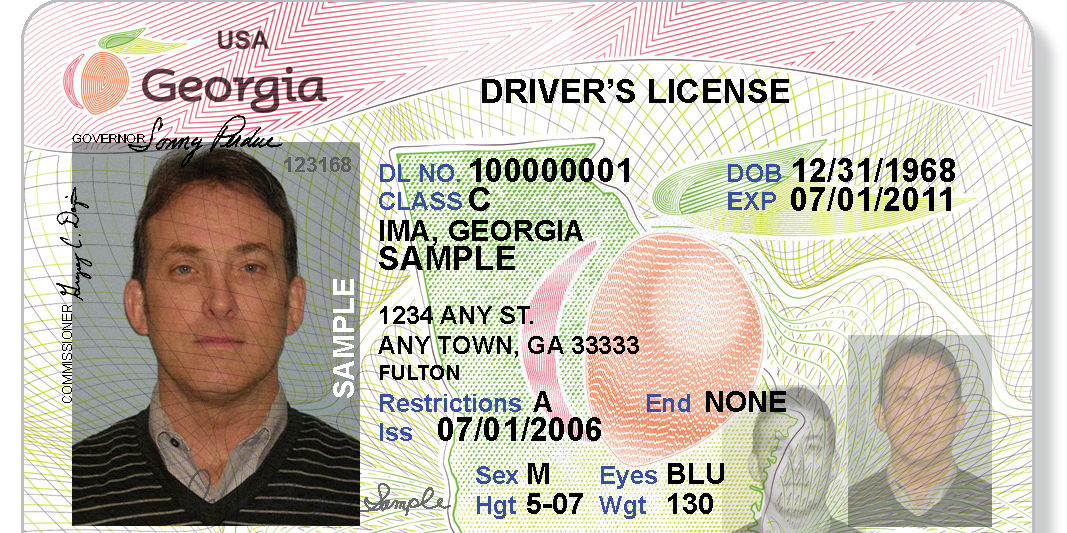 USA
Georgia
DRIVER'S LICENSE
GOVERNOR Sonny Perdue
123168
DL NO. 100000001
DOB 12/31/1968
CLASS C
EXP 07/01/2011
IMA, GEORGIA
SAMPLE
1234 ANY ST.
ANY TOWN, GA 33333
FULTON
Restrictions A End NONE
Iss 07/01/2006
Sex M Eyes BLU
Hgt 5-07 Wgt 130
Sample
SAMPLE
COMMISSIONER